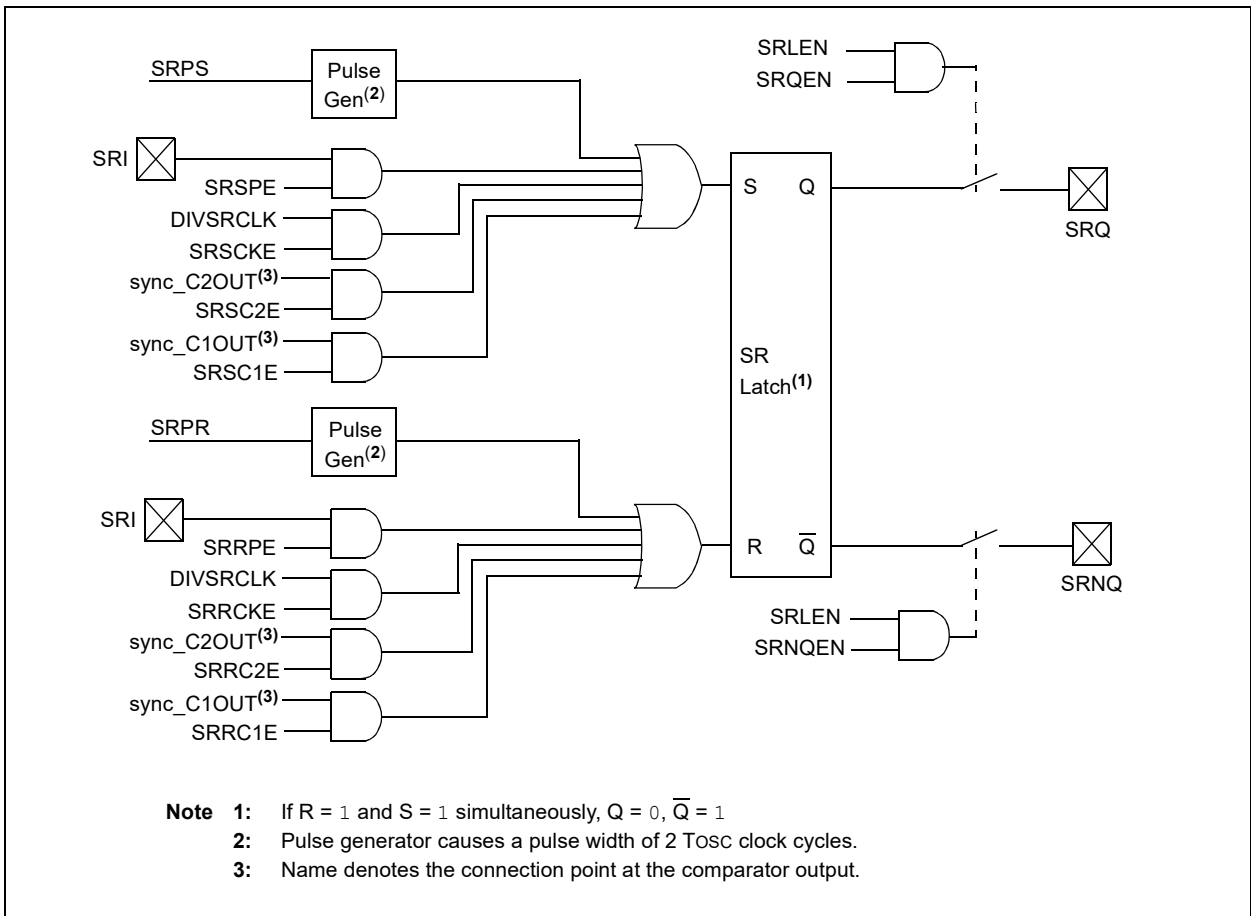 SRPS
Pulse
Gen(2)
SRI
SRSPE
DIVSRCLK
SRSCKE
sync_C2OUT(3)
SRSC2E
sync_C1OUT(3)
SRSC1E
SRPR
Pulse
Gen(2)
SRI
SRRPE
DIVSRCLK
SRRCKE
sync_C2OUT(3)
SRRC2E
sync_C1OUT(3)
SRRC1E
S Q
SR
Latch(1)
R Q̅
SRLEN
SRQEN
SRQ
SRNQ
SRLEN
SRNQEN
Note 1: If R = 1 and S = 1 simultaneously, Q = 0, Q̅ = 1
2: Pulse generator causes a pulse width of 2 TOSC clock cycles.
3: Name denotes the connection point at the comparator output.